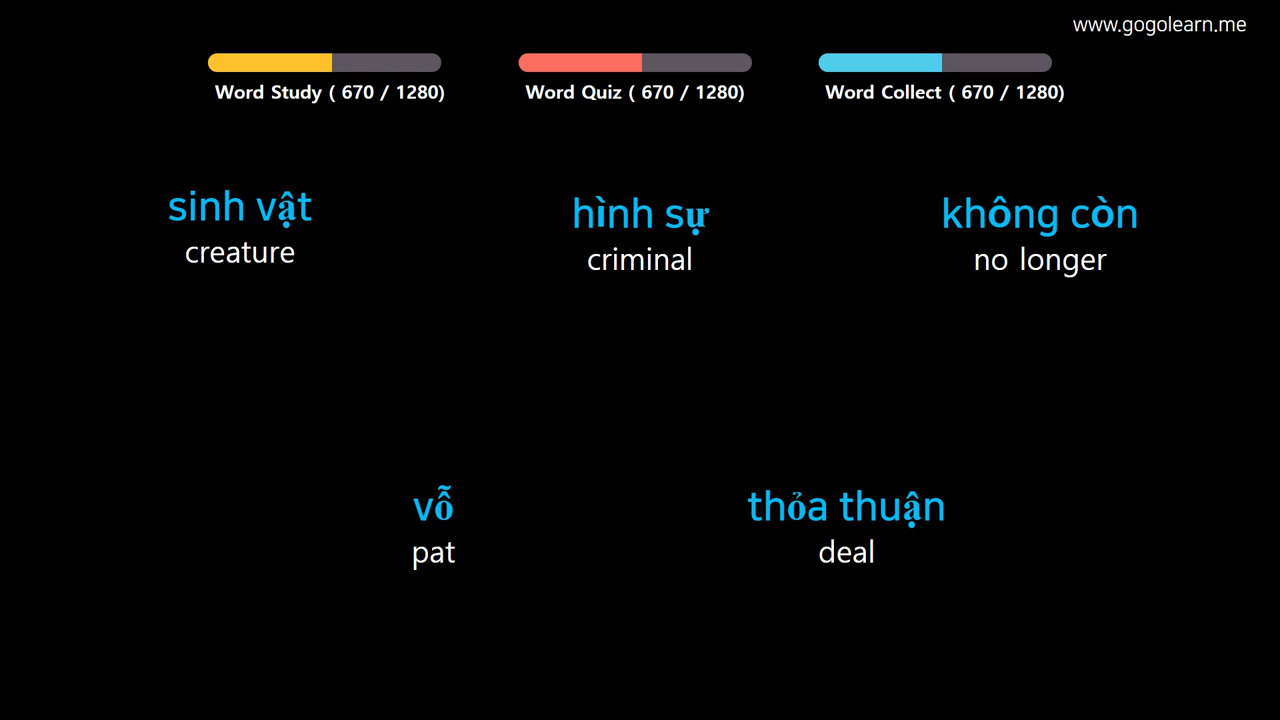 www.gogolearn.me
Word Study ( 670 / 1280)
Word Quiz ( 670 / 1280)
Word Collect ( 670 / 1280)
sinh vật
creature
hình sự
criminal
không còn
no longer
vỗ
pat
thỏa thuận
deal